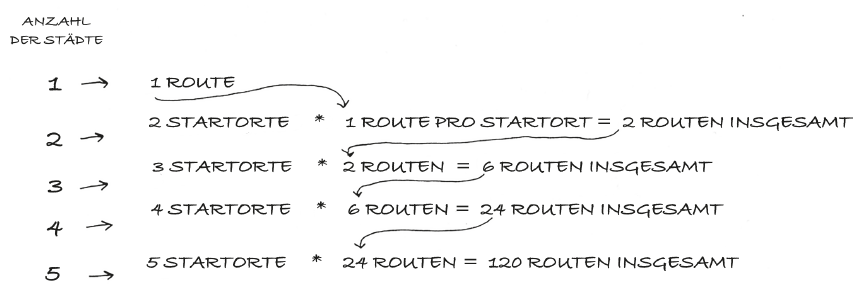 ANZAHL
DER STÄDTE
1 → 1 ROUTE
2 → 2 STARTORTE * 1 ROUTE PRO STARTORT = 2 ROUTEN INSGESAMT
3 → 3 STARTORTE * 2 ROUTEN = 6 ROUTEN INSGESAMT
4 → 4 STARTORTE * 6 ROUTEN = 24 ROUTEN INSGESAMT
5 → 5 STARTORTE * 24 ROUTEN = 120 ROUTEN INSGESAMT